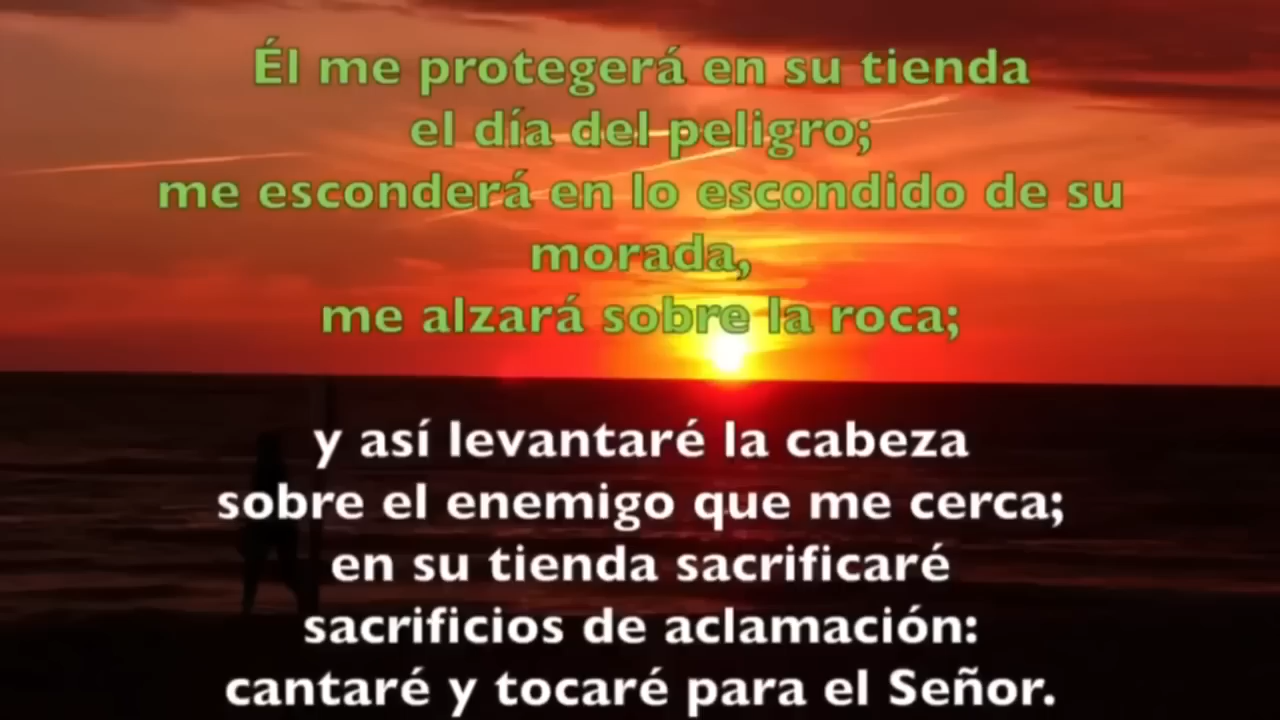 Él me protegerá en su tienda
el día del peligro;
me esconderá en lo escondido de su
morada,
me alzará sobre la roca;
y así levantaré la cabeza
sobre el enemigo que me cerca;
en su tienda sacrificaré
sacrificios de aclamación:
cantaré y tocaré para el Señor.